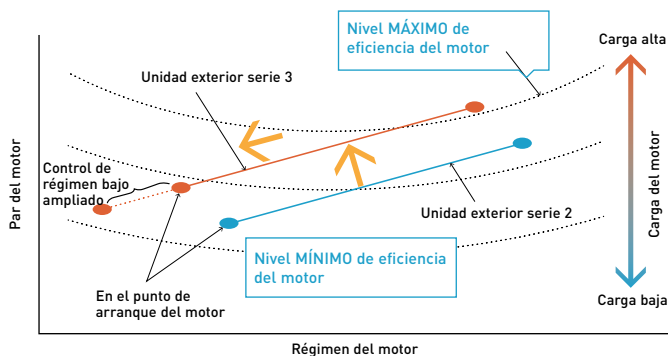 Nivel MÁXIMO de
eficiencia del motor
Carga alta
Unidad exterior serie 3
Control de
régimen bajo
ampliado
Par del motor
Carga del motor
Unidad exterior serie 2
Nivel MÍNIMO de eficiencia
del motor
En el punto de
arranque del motor
Carga baja
Régimen del motor